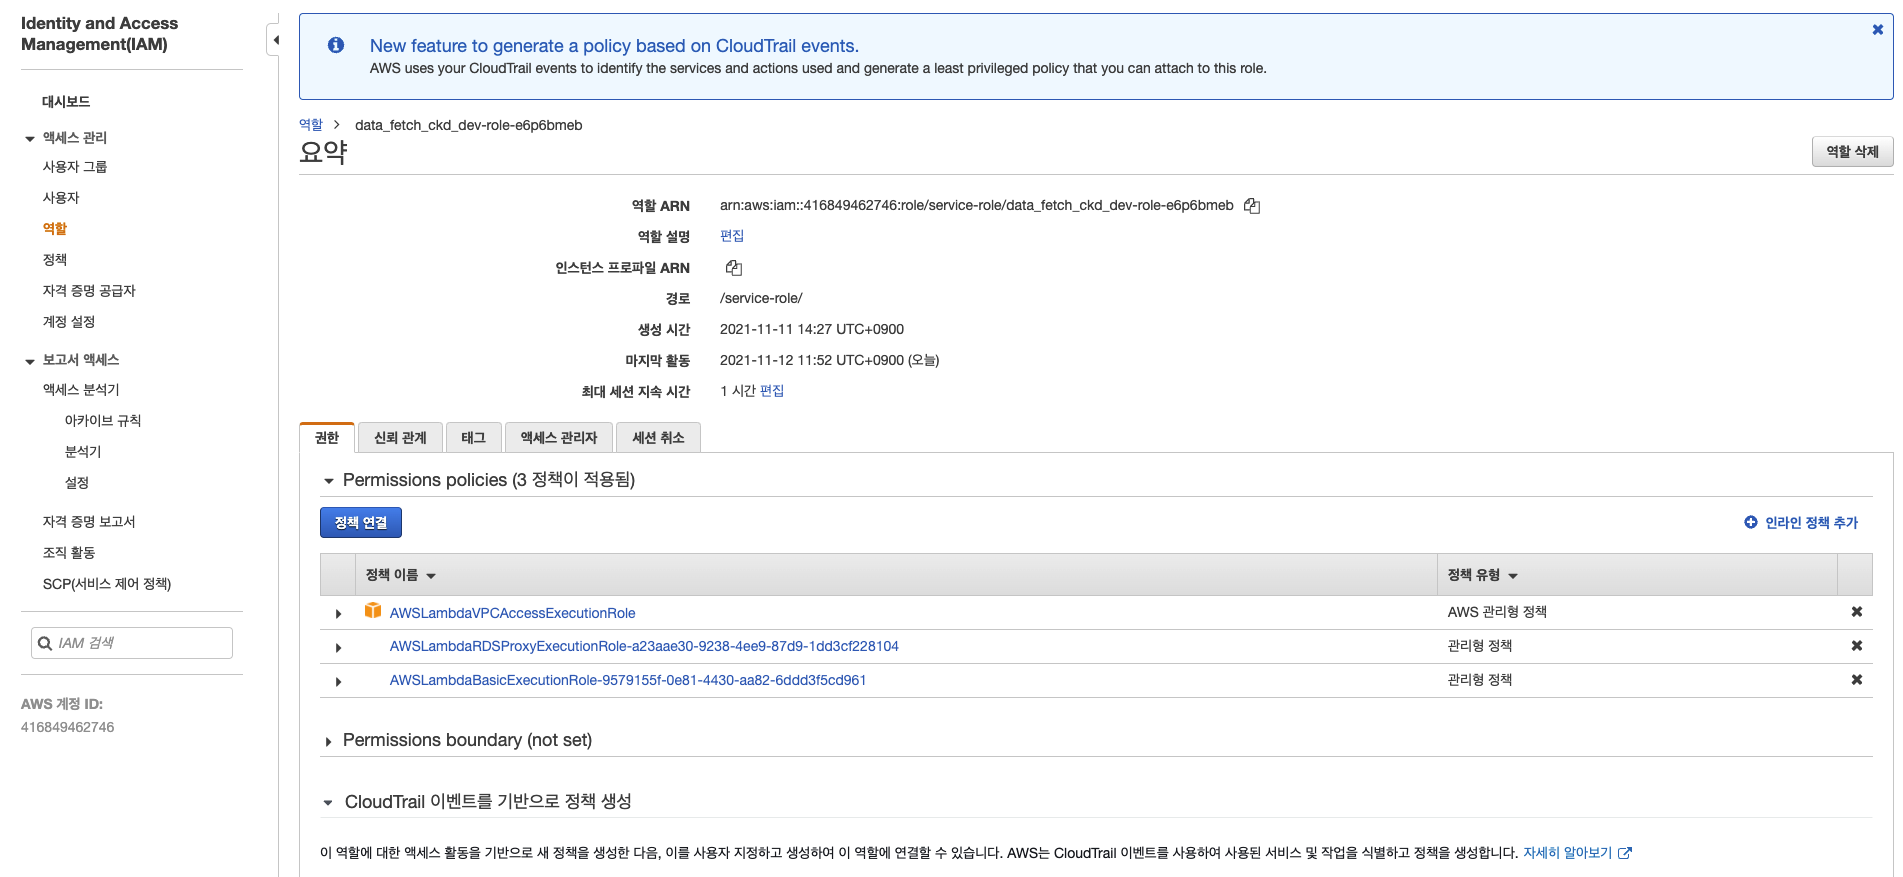 Identity and Access
Management(IAM)
대시보드
액세스 관리
사용자 그룹
사용자
역할
정책
자격 증명 공급자
계정 설정
보고서 액세스
액세스 분석기
아카이브 규칙
분석기
설정
자격 증명 보고서
조직 활동
SCP(서비스 제어 정책)
IAM 검색
AWS 계정 ID:
416849462746
New feature to generate a policy based on CloudTrail events.
AWS uses your CloudTrail events to identify the services and actions used and generate a least privileged policy that you can attach to this role.
역할 > data_fetch_ckd_dev-role-e6p6bmeb
요약
역할 삭제
역할 ARN arn:aws:iam::416849462746:role/service-role/data_fetch_ckd_dev-role-e6p6bmeb
역할 설명 편집
인스턴스 프로파일 ARN
경로 /service-role/
생성 시간 2021-11-11 14:27 UTC+0900
마지막 활동 2021-11-12 11:52 UTC+0900 (오늘)
최대 세션 지속 시간 1 시간 편집
권한 신뢰 관계 태그 액세스 관리자 세션 취소
Permissions policies (3 정책이 적용됨)
정책 연결 인라인 정책 추가
정책 이름 정책 유형
AWSLambdaVPCAccessExecutionRole AWS 관리형 정책
AWSLambdaRDSProxyExecutionRole-a23aae30-9238-4ee9-87d9-1dd3cf228104 관리형 정책
AWSLambdaBasicExecutionRole-9579155f-0e81-4430-aa82-6ddd3f5cd961 관리형 정책
Permissions boundary (not set)
CloudTrail 이벤트를 기반으로 정책 생성
이 역할에 대한 액세스 활동을 기반으로 새 정책을 생성한 다음, 이를 사용자 지정하고 생성하여 이 역할에 연결할 수 있습니다. AWS는 CloudTrail 이벤트를 사용하여 사용된 서비스 및 작업을 식별하고 정책을 생성합니다. 자세히 알아보기